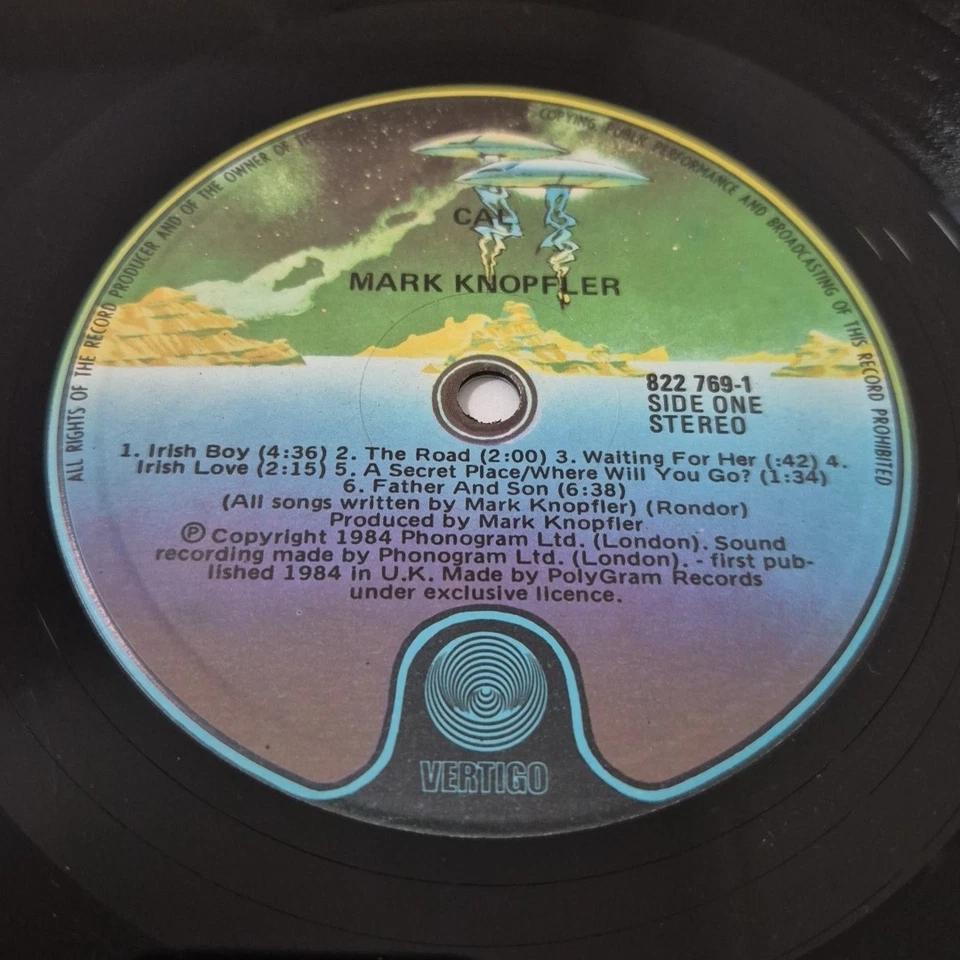 ALL RIGHTS OF THE RECORD PRODUCER AND OF THE OWNER OF
COPYING, PUBLIC PERFORMANCE AND BROADCASTING OF THIS RECORD PROHIBITED
CAL
MARK KNOPFLER
822 769-1
SIDE ONE
STEREO
1. Irish Boy (4:36) 2. The Road (2:00) 3. Waiting For Her (:42) 4.
Irish Love (2:15) 5. A Secret Place/Where Will You Go? (1:34)
6. Father And Son (6:38)
(All songs written by Mark Knopfler) (Rondor)
Produced by Mark Knopfler
Ⓟ Copyright 1984 Phonogram Ltd. (London). Sound
recording made by Phonogram Ltd. (London). - first pub-
lished 1984 in U.K. Made by PolyGram Records
under exclusive licence.
VERTIGO